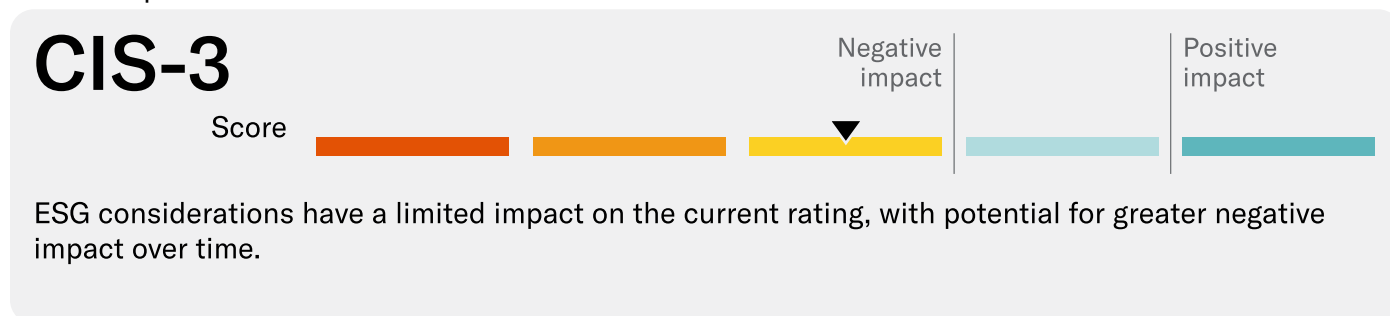 CIS-3
Negative
impact
Positive
impact
Score
ESG considerations have a limited impact on the current rating, with potential for greater negative
impact over time.